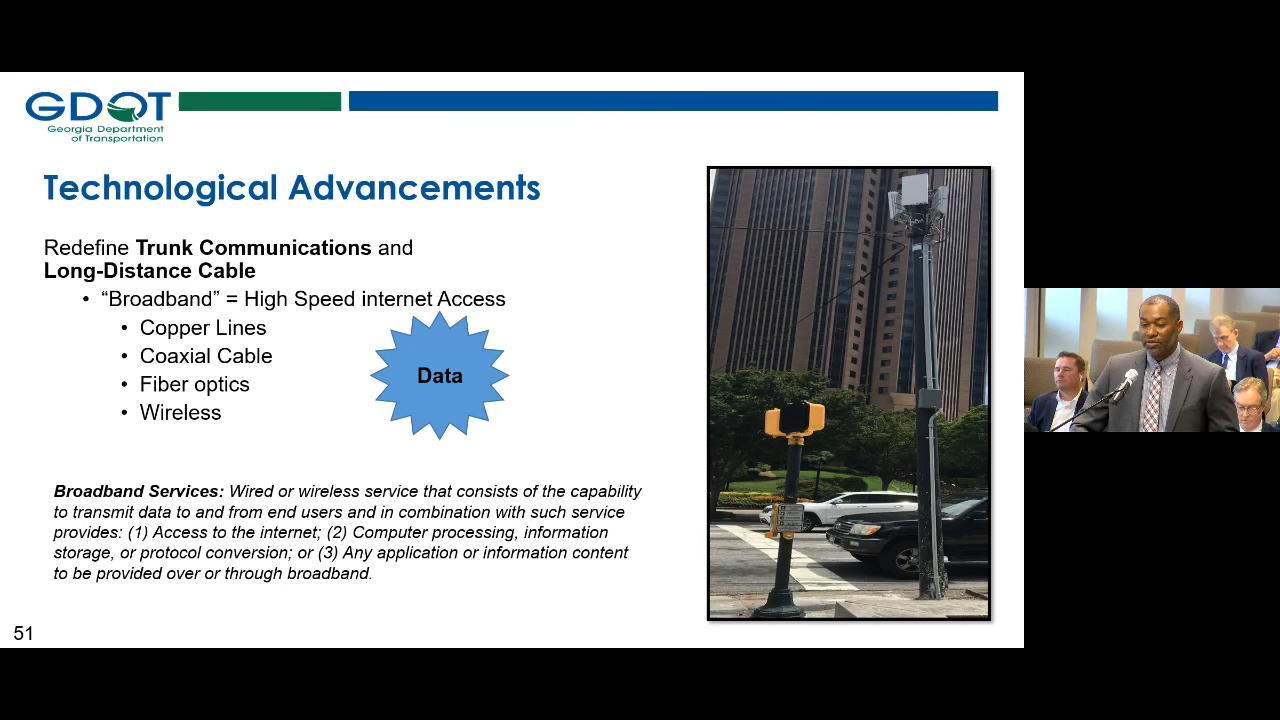 GDOT
Georgia Department
of Transportation
Technological Advancements
Redefine Trunk Communications and
Long-Distance Cable
• “Broadband” = High Speed internet Access
• Copper Lines
• Coaxial Cable
• Fiber optics
• Wireless
Data
Broadband Services: Wired or wireless service that consists of the capability
to transmit data to and from end users and in combination with such service
provides: (1) Access to the internet; (2) Computer processing, information
storage, or protocol conversion; or (3) Any application or information content
to be provided over or through broadband.
51